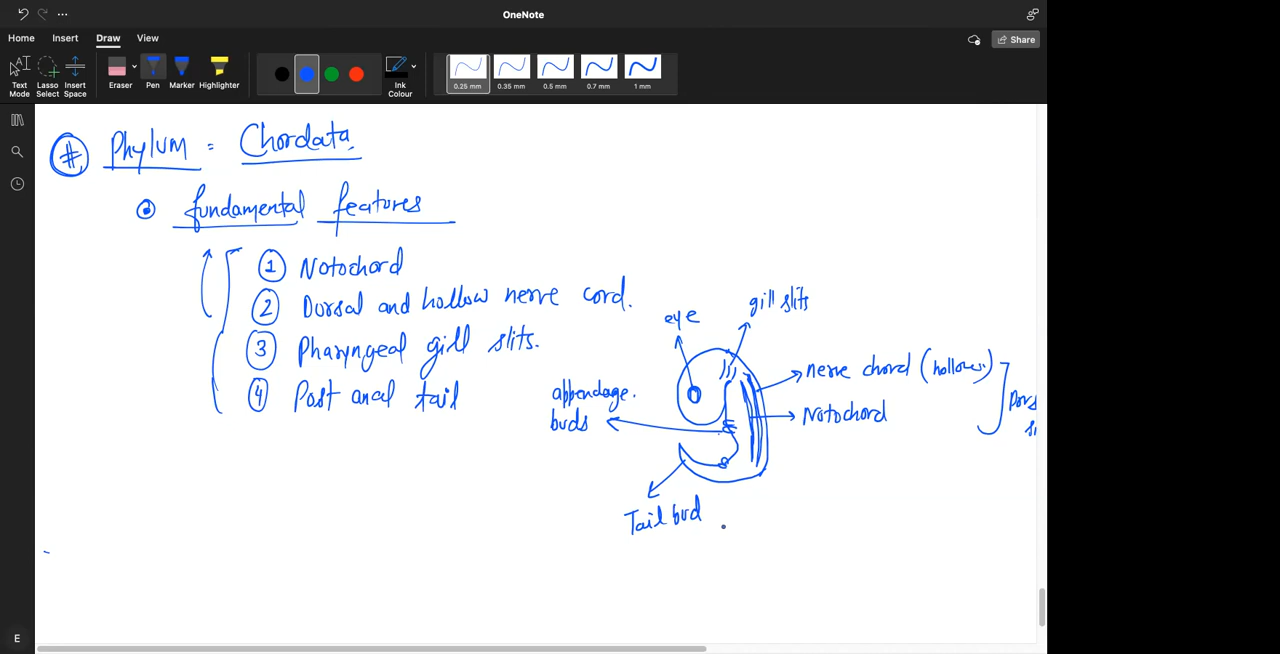 OneNote
Home Insert Draw View
Share
Text Mode
Lasso Select
Insert Space
Eraser
Pen
Marker
Highlighter
Ink Colour
0.25 mm
0.35 mm
0.5 mm
0.7 mm
1 mm
# Phylum = Chordata
fundamental features
1 Notochord
2 Dorsal and hollow nerve cord.
3 Pharyngeal gill slits.
4 Post anal tail
eye
gill slits
nerve chord (hollow)
Notochord
appendage.
buds
Tail bud
E